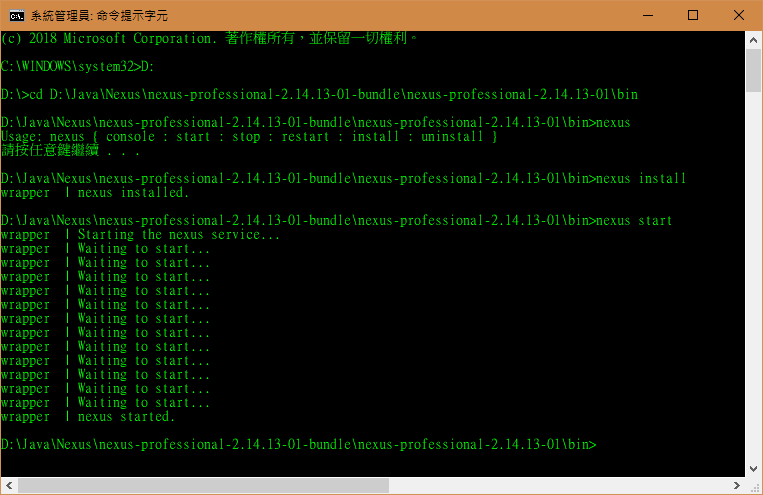 系統管理員: 命令提示字元
(c) 2018 Microsoft Corporation. 著作權所有，並保留一切權利。
C:\WINDOWS\system32>D:
D:\>cd D:\Java\Nexus\nexus-professional-2.14.13-01-bundle\nexus-professional-2.14.13-01\bin
D:\Java\Nexus\nexus-professional-2.14.13-01-bundle\nexus-professional-2.14.13-01\bin>nexus
Usage: nexus { console : start : stop : restart : install : uninstall }
請按任意鍵繼續 . . .
D:\Java\Nexus\nexus-professional-2.14.13-01-bundle\nexus-professional-2.14.13-01\bin>nexus install
wrapper  | nexus installed.
D:\Java\Nexus\nexus-professional-2.14.13-01-bundle\nexus-professional-2.14.13-01\bin>nexus start
wrapper  | Starting the nexus service...
wrapper  | Waiting to start...
wrapper  | Waiting to start...
wrapper  | Waiting to start...
wrapper  | Waiting to start...
wrapper  | Waiting to start...
wrapper  | Waiting to start...
wrapper  | Waiting to start...
wrapper  | Waiting to start...
wrapper  | Waiting to start...
wrapper  | Waiting to start...
wrapper  | Waiting to start...
wrapper  | Waiting to start...
wrapper  | nexus started.
D:\Java\Nexus\nexus-professional-2.14.13-01-bundle\nexus-professional-2.14.13-01\bin>